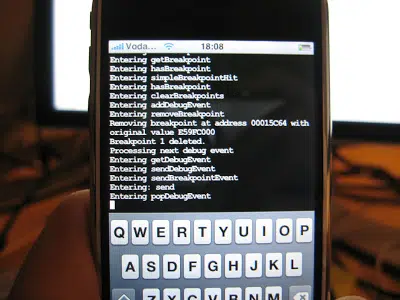 Voda... 18:08
Entering getBreakpoint
Entering hasBreakpoint
Entering simpleBreakpointHit
Entering hasBreakpoint
Entering clearBreakpoints
Entering addDebugEvent
Entering removeBreakpoint
Removing breakpoint at address 00015C64 with
original value E59FC000
Breakpoint 1 deleted.
Processing next debug event
Entering getDebugEvent
Entering sendDebugEvent
Entering sendBreakpointEvent
Entering: send
Entering popDebugEvent
Q W E R T Y U I O P
A S D F G H J K L
Z X C V B N M